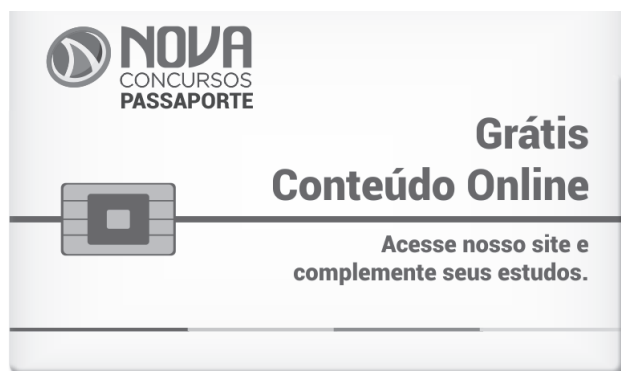 NOVA
CONCURSOS
PASSAPORTE
Grátis
Conteúdo Online
Acesse nosso site e
complemente seus estudos.